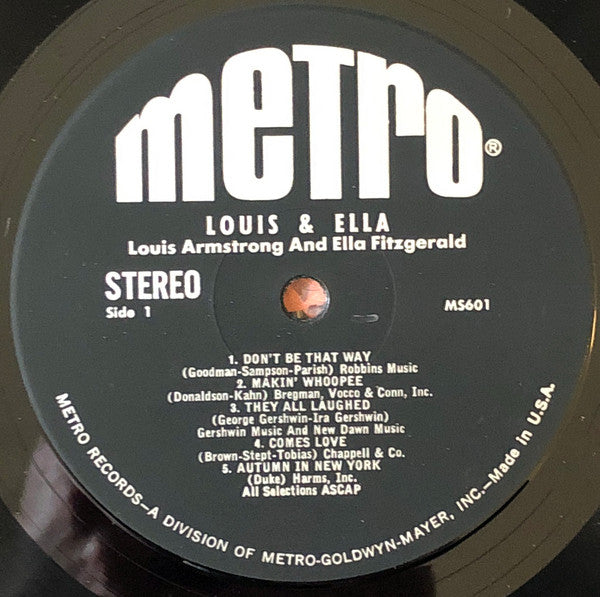 metro®
LOUIS & ELLA
Louis Armstrong And Ella Fitzgerald
STEREO
Side 1
MS601
1. DON'T BE THAT WAY
(Goodman-Sampson-Parish) Robbins Music
2. MAKIN' WHOOPEE
(Donaldson-Kahn) Bregman, Vocco & Conn, Inc.
3. THEY ALL LAUGHED
(George Gershwin-Ira Gershwin)
Gershwin Music And New Dawn Music
4. COMES LOVE
(Brown-Stept-Tobias) Chappell & Co.
5. AUTUMN IN NEW YORK
(Duke) Harms, Inc.
All Selections ASCAP
METRO RECORDS—A DIVISION OF METRO-GOLDWYN-MAYER, INC.—Made in U.S.A.